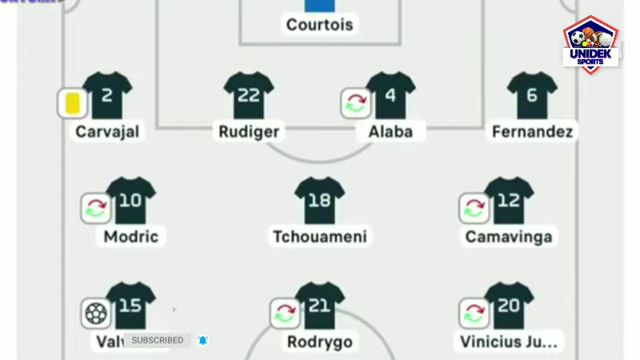 Courtois
UNIDEK
SPORTS
2 22 4 6
Carvajal Rudiger Alaba Fernandez
10 18 12
Modric Tchouameni Camavinga
15 21 20
Rodrygo Vinicius Ju...
SUBSCRIBED